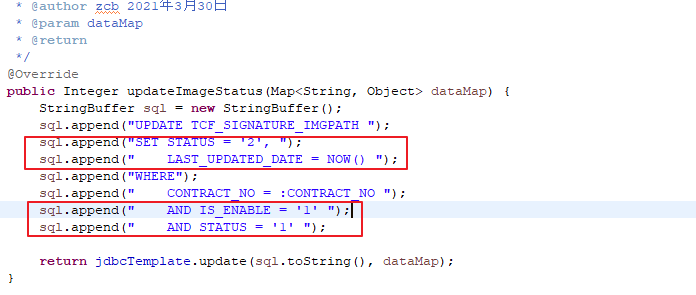 * @author zcb 2021年3月30日
* @param dataMap
* @return
*/
@Override
public Integer updateImageStatus(Map<String, Object> dataMap) {
    StringBuffer sql = new StringBuffer();
    sql.append("UPDATE TCF_SIGNATURE_IMGPATH ");
    sql.append("SET STATUS = '2', ");
    sql.append("    LAST_UPDATED_DATE = NOW() ");
    sql.append("WHERE");
    sql.append("    CONTRACT_NO = :CONTRACT_NO ");
    sql.append("    AND IS_ENABLE = '1' ");
    sql.append("    AND STATUS = '1' ");
    return jdbcTemplate.update(sql.toString(), dataMap);
}